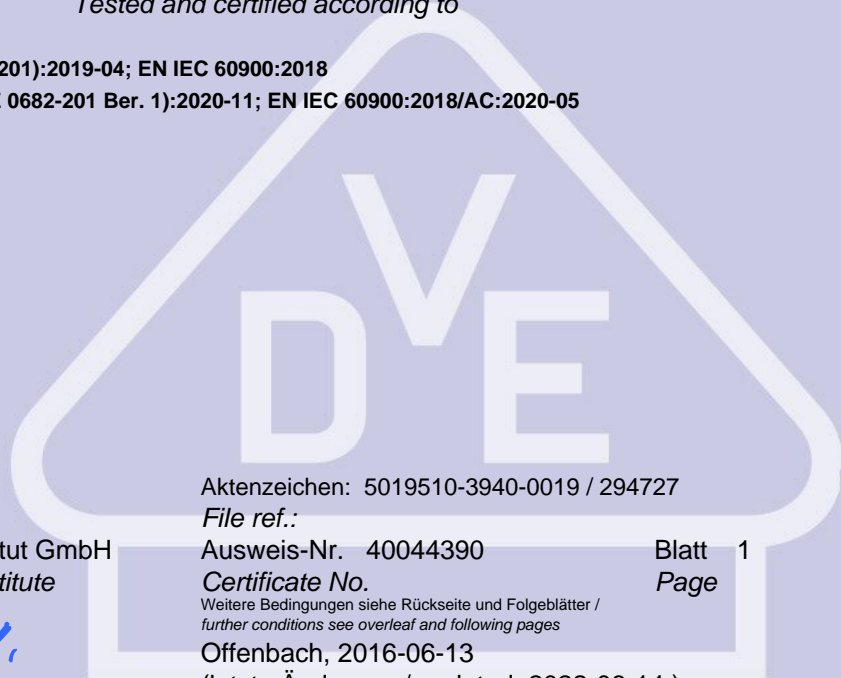 Tested and certified according to
201):2019-04; EN IEC 60900:2018
0682-201 Ber. 1):2020-11; EN IEC 60900:2018/AC:2020-05
DVE
Aktenzeichen: 5019510-3940-0019 / 294727
File ref.:
tut GmbH Ausweis-Nr. 40044390 Blatt 1
titute Certificate No. Page
Weitere Bedingungen siehe Rückseite und Folgeblätter /
further conditions see overleaf and following pages
Offenbach, 2016-06-13